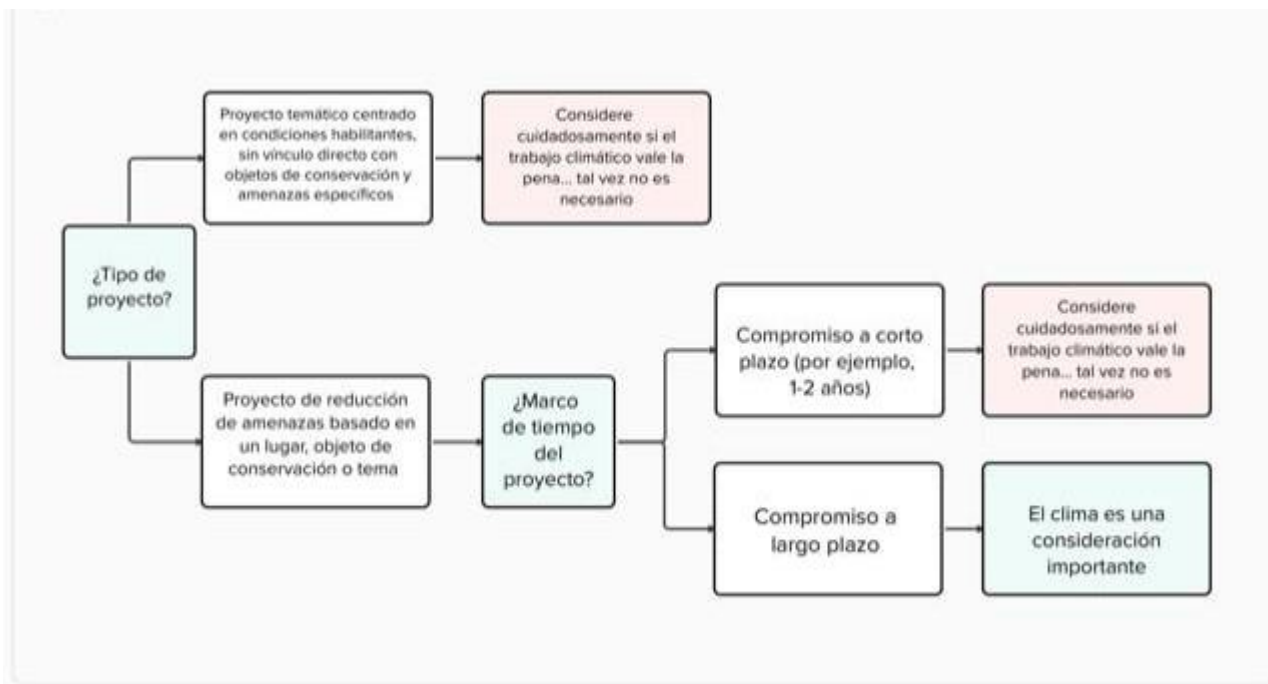 Proyecto temático centrado
en condiciones habilitantes,
sin vínculo directo con
objetos de conservación y
amenazas específicos
Considere
cuidadosamente si el
trabajo climático vale la
pena... tal vez no es
necesario
¿Tipo de
proyecto?
Proyecto de reducción
de amenazas basado en
un lugar, objeto de
conservación o tema
¿Marco
de tiempo
del
proyecto?
Compromiso a corto
plazo (por ejemplo,
1-2 años)
Considere
cuidadosamente si el
trabajo climático vale la
pena... tal vez no es
necesario
Compromiso a
largo plazo
El clima es una
consideración
importante